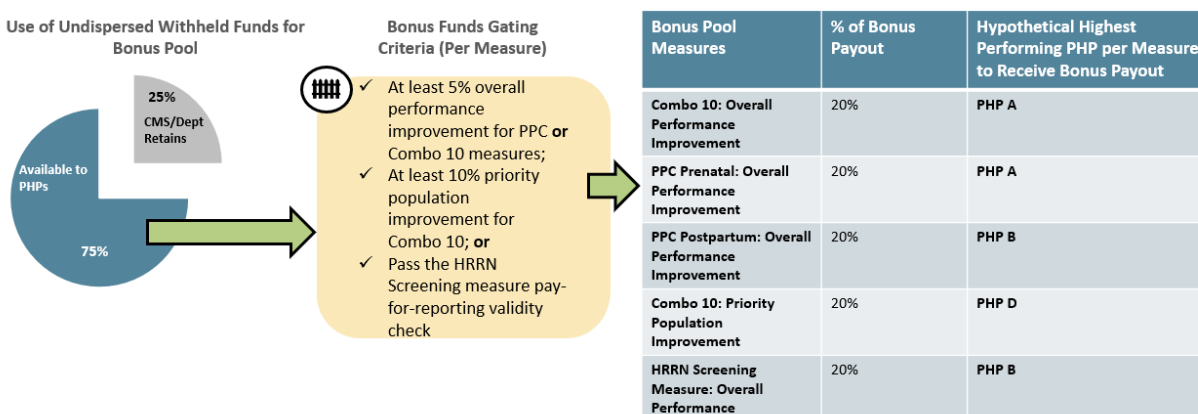 Use of Undispersed Withheld Funds for
Bonus Pool
25%
CMS/Dept
Retains
Available to
PHPs
75%
Bonus Funds Gating
Criteria (Per Measure)
✓ At least 5% overall
performance
improvement for PPC or
Combo 10 measures;
✓ At least 10% priority
population
improvement for
Combo 10; or
✓ Pass the HRRN
Screening measure pay-
for-reporting validity
check
Bonus Pool
Measures
% of Bonus
Payout
Hypothetical Highest
Performing PHP per Measure
to Receive Bonus Payout
Combo 10: Overall
Performance
Improvement
20%
PHP A
PPC Prenatal: Overall
Performance
Improvement
20%
PHP A
PPC Postpartum: Overall
Performance
Improvement
20%
PHP B
Combo 10: Priority
Population
Improvement
20%
PHP D
HRRN Screening
Measure: Overall
Performance
20%
PHP B